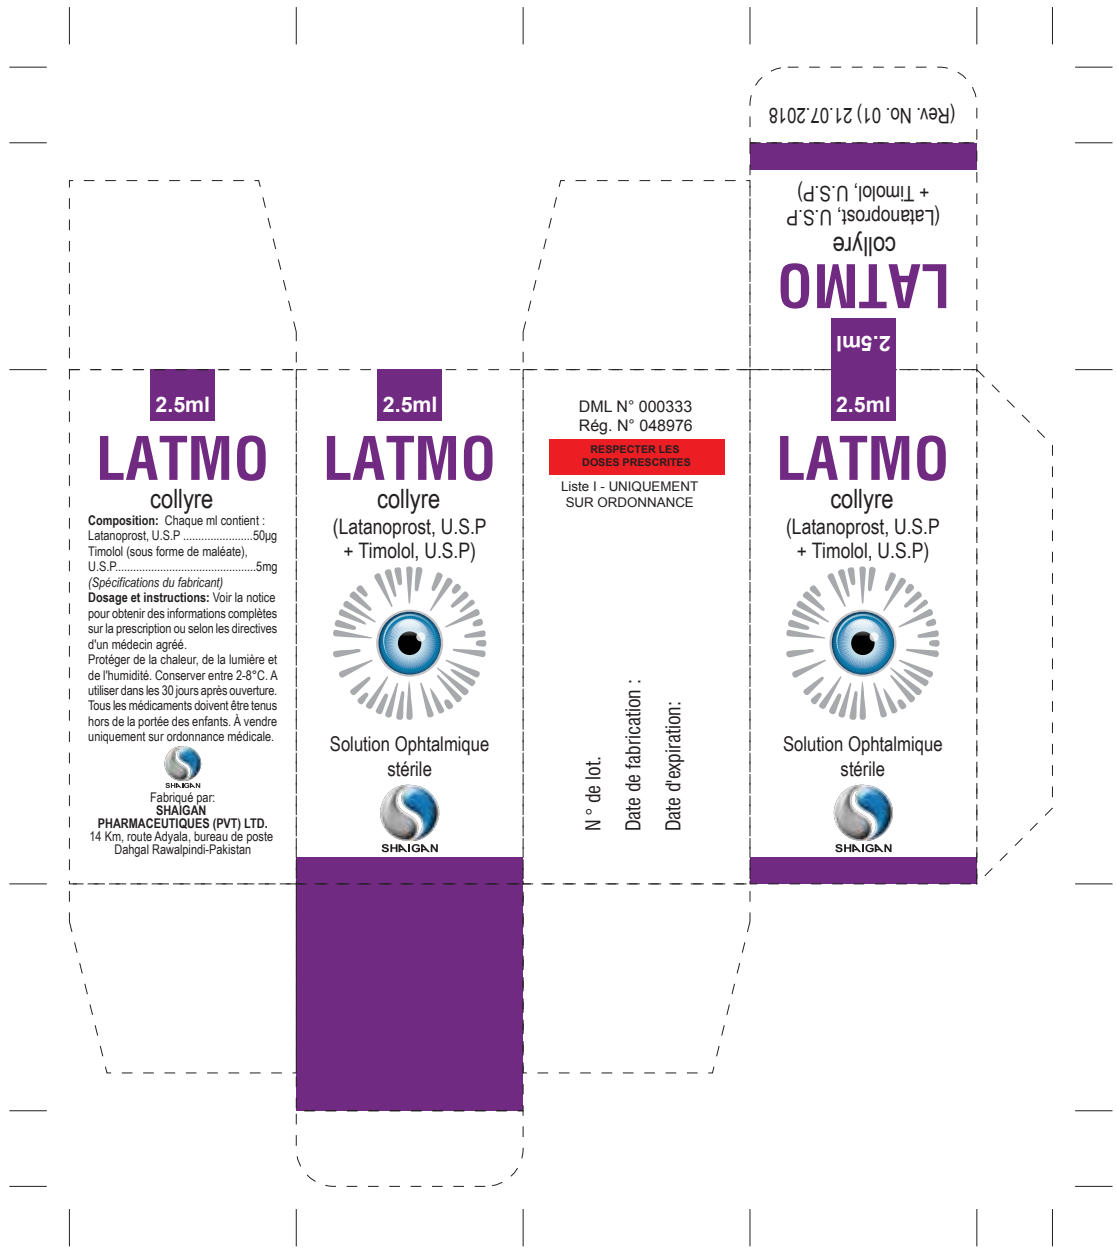 (Rev. No. 01) 21.07.2018
(Latanoprost, U.S.P
+ Timolol, U.S.P)
collyre
LATMO
2.5ml
2.5ml
LATMO
collyre
Composition: Chaque ml contient :
Latanoprost, U.S.P .......................50µg
Timolol (sous forme de maléate),
U.S.P...............................................5mg
(Spécifications du fabricant)
Dosage et instructions: Voir la notice
pour obtenir des informations complètes
sur la prescription ou selon les directives
d'un médecin agréé.
Protéger de la chaleur, de la lumière et
de l'humidité. Conserver entre 2-8°C. A
utiliser dans les 30 jours après ouverture.
Tous les médicaments doivent être tenus
hors de la portée des enfants. À vendre
uniquement sur ordonnance médicale.
SHAIGAN
Fabriqué par:
SHAIGAN
PHARMACEUTIQUES (PVT) LTD.
14 Km, route Adyala, bureau de poste
Dahgal Rawalpindi-Pakistan
2.5ml
LATMO
collyre
(Latanoprost, U.S.P
+ Timolol, U.S.P)
Solution Ophtalmique
stérile
SHAIGAN
DML N° 000333
Rég. N° 048976
RESPECTER LES
DOSES PRESCRITES
Liste I - UNIQUEMENT
SUR ORDONNANCE
N ° de lot.
Date de fabrication :
Date d'expiration:
2.5ml
LATMO
collyre
(Latanoprost, U.S.P
+ Timolol, U.S.P)
Solution Ophtalmique
stérile
SHAIGAN